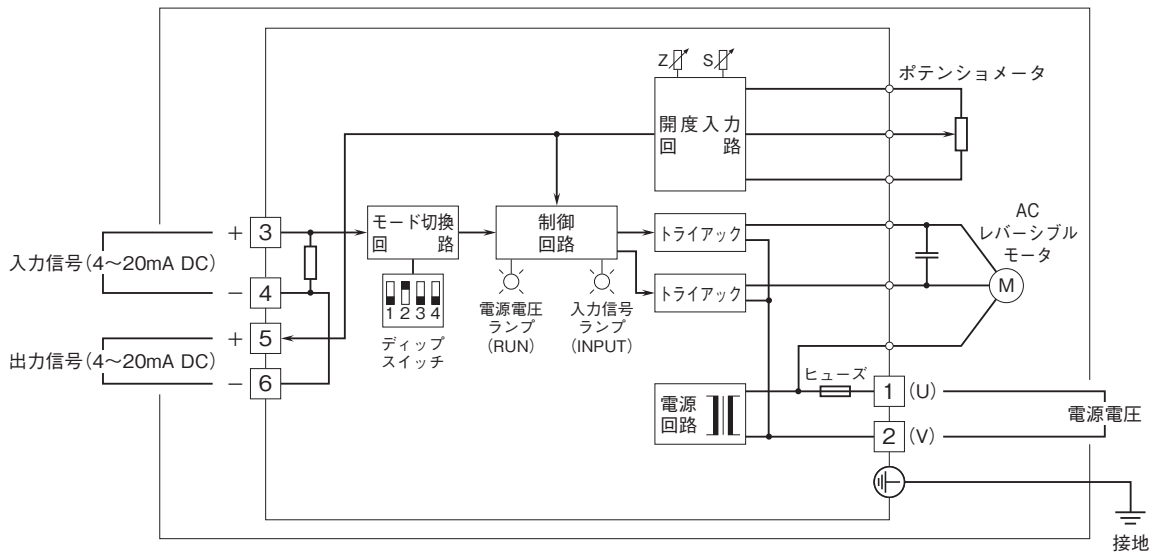 Z
S
ポテンショメータ
開度入力
回路
モード切換
回路
制御
回路
トライアック
トライアック
AC
レバーシブル
モータ
M
+ 3
入力信号(4〜20mA DC)
− 4
+ 5
出力信号(4〜20mA DC)
− 6
1 2 3 4
ディップ
スイッチ
電源電圧
ランプ
(RUN)
入力信号
ランプ
(INPUT)
ヒューズ
電源
回路
1 (U)
電源電圧
2 (V)
接地